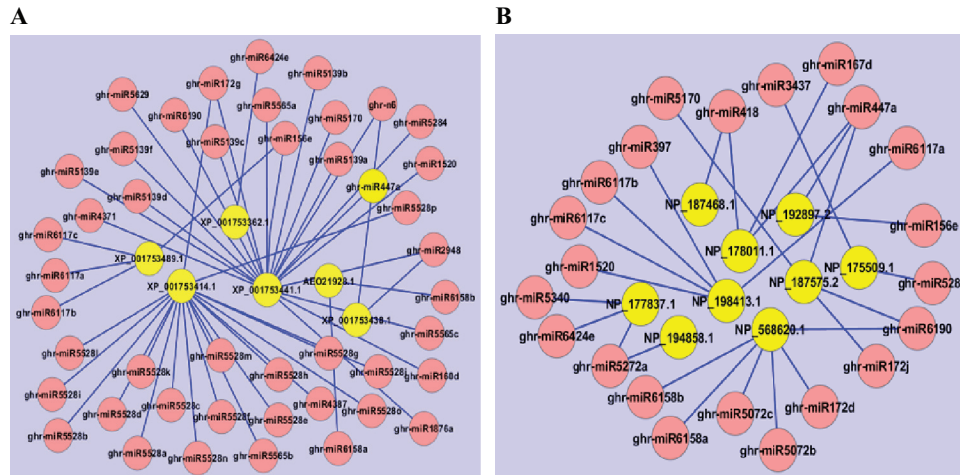 A
ghr-miR6424e
ghr-miR172g
ghr-miR5139b
ghr-miR5629
ghr-miR6190
ghr-miR5565a
ghr-n6
ghr-miR5170
ghr-miR5284
ghr-miR5139f
ghr-miR5139c
ghr-miR156e
ghr-miR5139e
ghr-miR5139a
ghr-miR1520
ghr-miR5139d
ghr-miR447a
ghr-miR4371
XP_001753362.1
ghr-miR5528p
ghr-miR6117c
XP_001753489.1
ghr-miR2948
ghr-miR6117a
XP_001753414.1
XP_001753441.1
AEO21928.1
ghr-miR6158b
ghr-miR6117b
XP_001753438.1
ghr-miR5565c
ghr-miR5528l
ghr-miR5528m
ghr-miR5528g
ghr-miR5528k
ghr-miR5528h
ghr-miR5528j
ghr-miR160d
ghr-miR5528i
ghr-miR5528d
ghr-miR5528c
ghr-miR5528f
ghr-miR4387
ghr-miR5528o
ghr-miR5528e
ghr-miR1876a
ghr-miR5528b
ghr-miR5528a
ghr-miR5528n
ghr-miR5565b
ghr-miR6158a
B
ghr-miR167d
ghr-miR3437
ghr-miR5170
ghr-miR418
ghr-miR447a
ghr-miR397
ghr-miR6117a
ghr-miR6117b
NP_187468.1
NP_192897.2
ghr-miR6117c
ghr-miR156e
NP_178011.1
ghr-miR1520
NP_175509.1
ghr-miR528
NP_187575.2
ghr-miR5340
NP_177837.1
NP_198413.1
ghr-miR6424e
NP_194858.1
NP_568620.1
ghr-miR6190
ghr-miR5272a
ghr-miR172j
ghr-miR6158b
ghr-miR5072c
ghr-miR172d
ghr-miR6158a
ghr-miR5072b